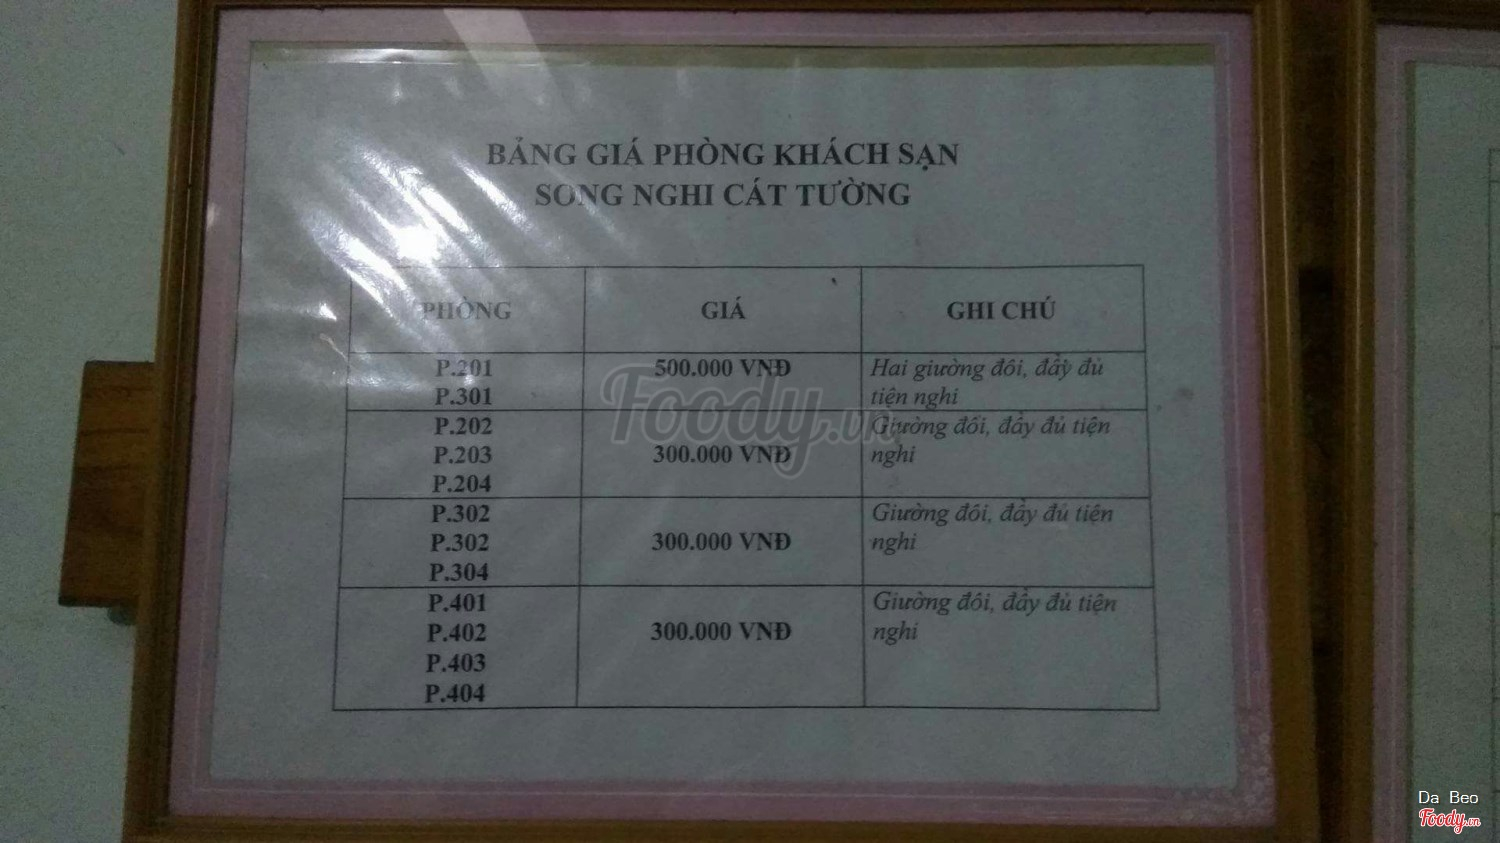 BẢNG GIÁ PHÒNG KHÁCH SẠN
SONG NGHI CÁT TƯỜNG
PHÒNG GIÁ GHI CHÚ
P.201 500.000 VNĐ Hai giường đôi, đầy đủ
P.301 tiện nghi
P.202 Giường đôi, đầy đủ tiện
P.203 300.000 VNĐ nghi
P.204
P.302 Giường đôi, đầy đủ tiện
P.302 300.000 VNĐ nghi
P.304
P.401 Giường đôi, đầy đủ tiện
P.402 300.000 VNĐ nghi
P.403
P.404
Foody.vn
Da Beo
Foody.vn